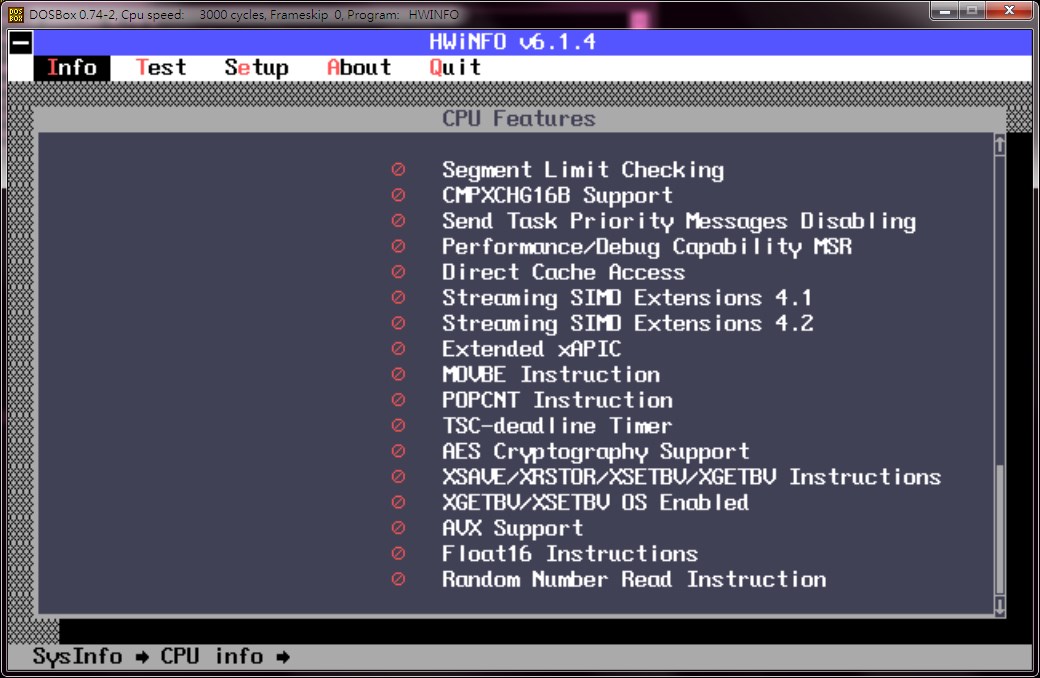 DOSBox 0.74-2, Cpu speed: 3000 cycles, Frameskip 0, Program: HWINFO
HWiNFO v6.1.4
Info Test Setup About Quit
CPU Features
Segment Limit Checking
CMPXCHG16B Support
Send Task Priority Messages Disabling
Performance/Debug Capability MSR
Direct Cache Access
Streaming SIMD Extensions 4.1
Streaming SIMD Extensions 4.2
Extended xAPIC
MOVBE Instruction
POPCNT Instruction
TSC-deadline Timer
AES Cryptography Support
XSAVE/XRSTOR/XSETBV/XGETBV Instructions
XGETBV/XSETBV OS Enabled
AVX Support
Float16 Instructions
Random Number Read Instruction
SysInfo → CPU info →